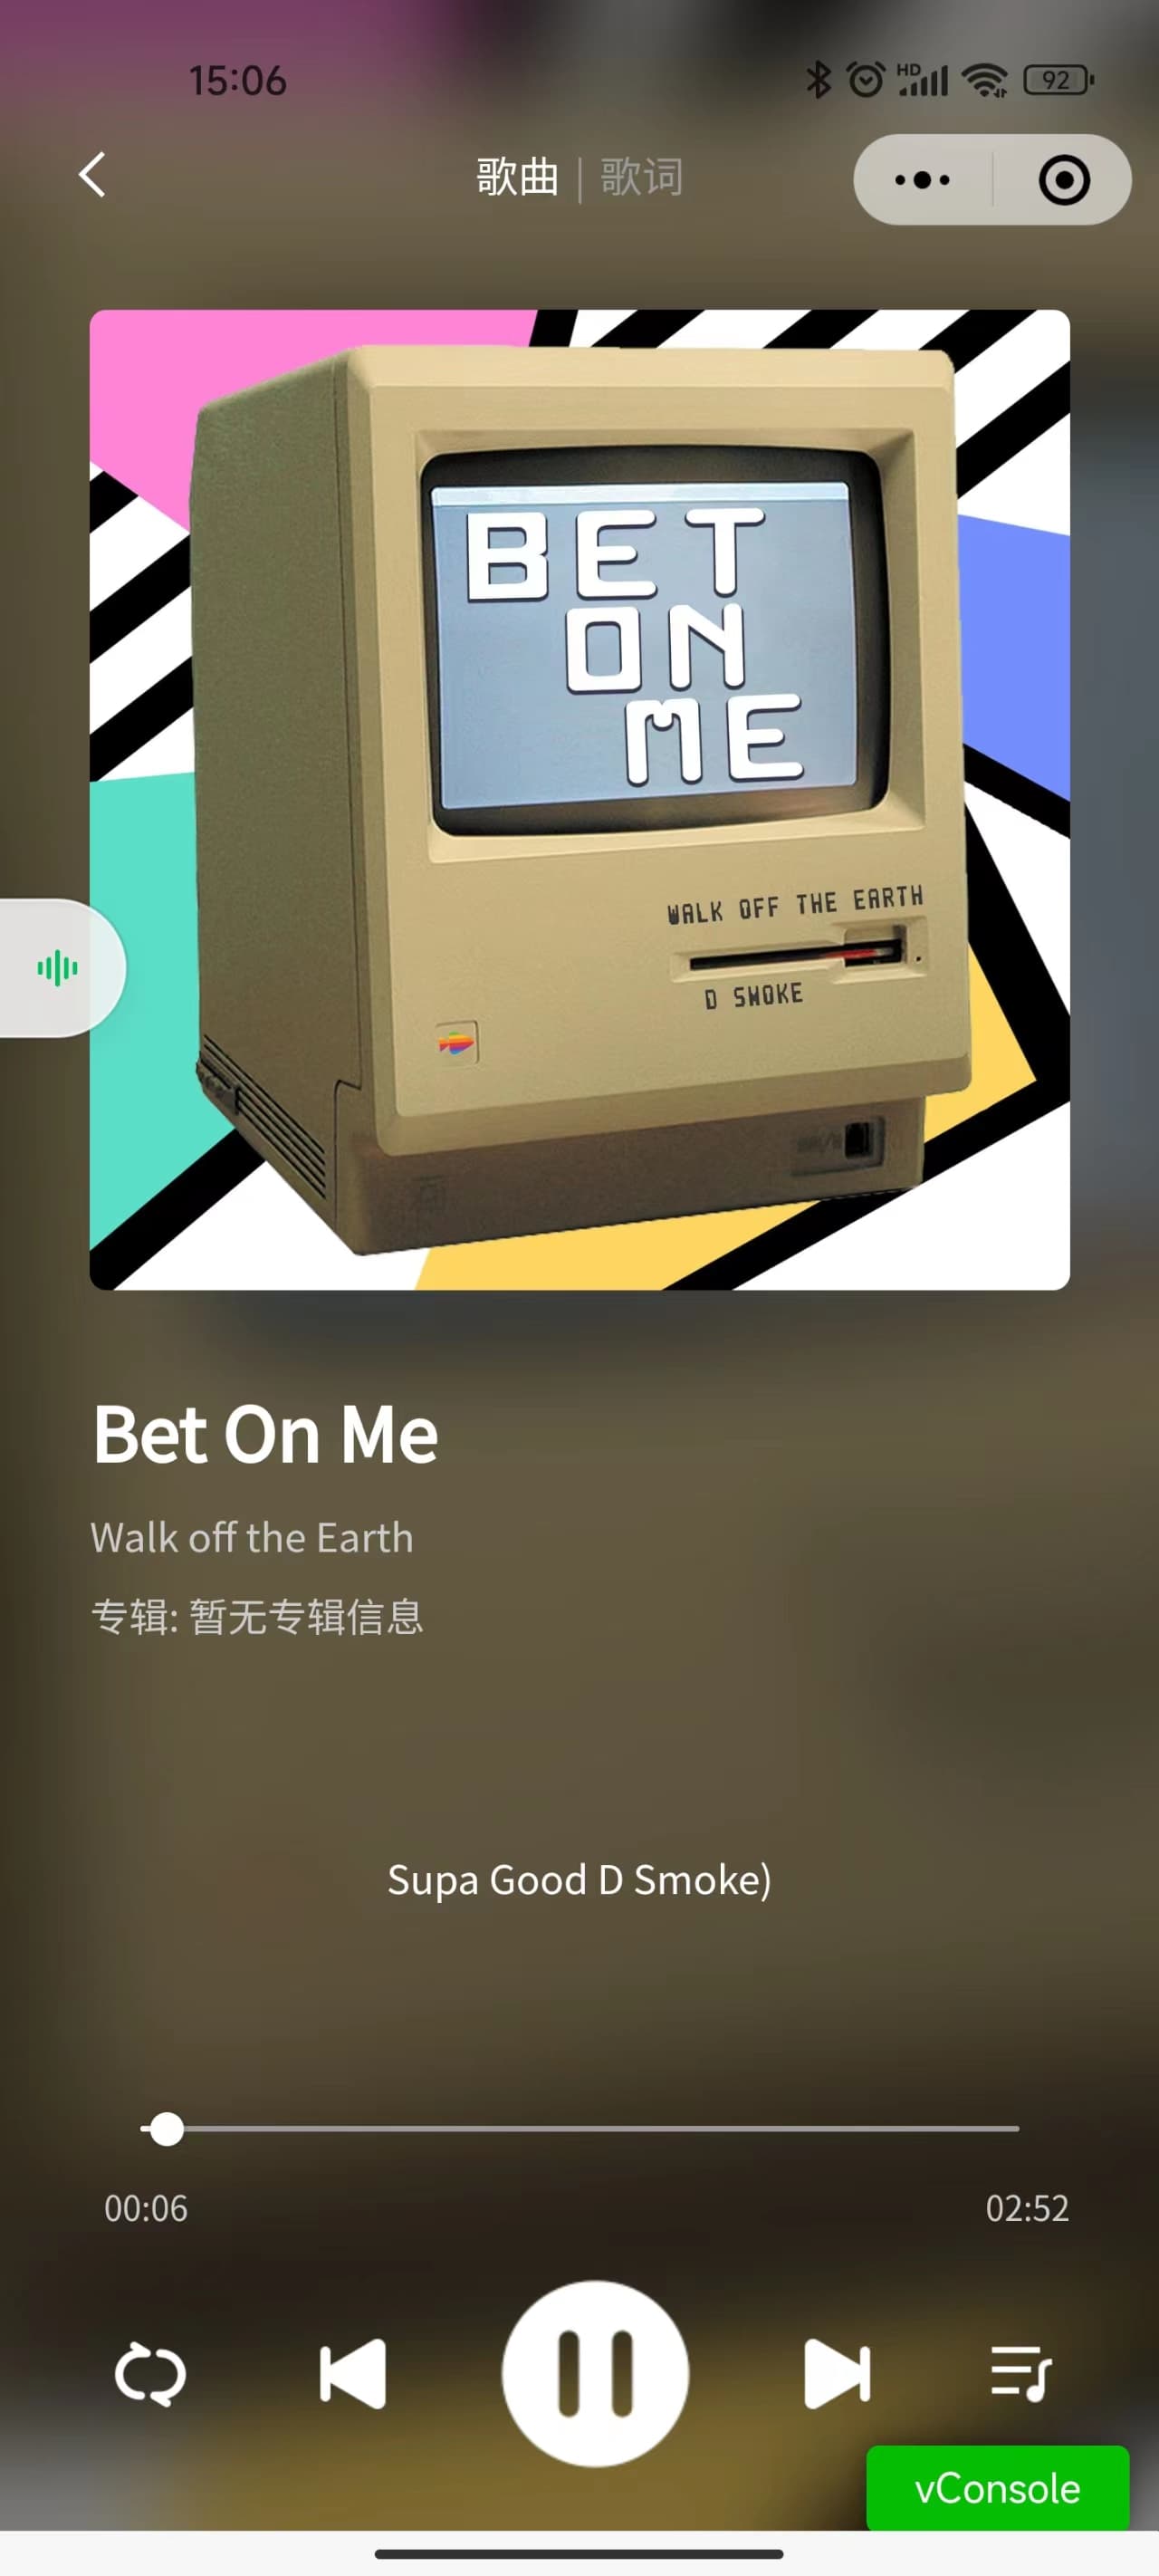 15:06
HD
92
歌曲 | 歌词
BET
ON
ME
WALK OFF THE EARTH
D SMOKE
Bet On Me
Walk off the Earth
专辑: 暂无专辑信息
Supa Good D Smoke)
00:06
02:52
vConsole